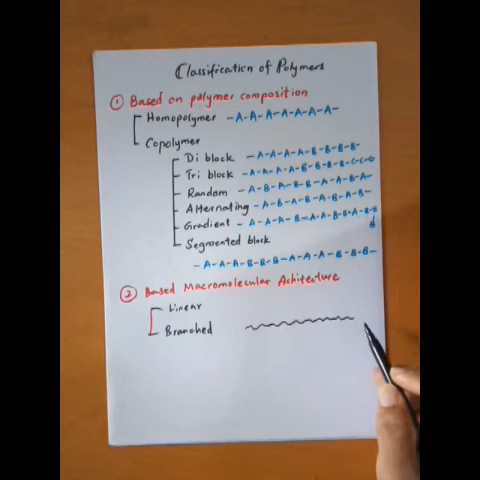 Classification of Polymers
① Based on polymer composition
Homopolymer -A-A-A-A-A-A-A-
Copolymer
Di block -A-A-A-A-B-B-B-B-
Tri block -A-A-A-A-B-B-B-B-C-C-C
Random -A-B-A-B-B-A-A-B-A-
Alternating -A-B-A-B-A-B-A-B-
Gradient -A-A-A-B-A-A-B-B-A-B-B
B
Segmented block
-A-A-A-B-B-B-A-A-A-B-B-B-
② Based Macromolecular Achitecture
Linear
Branched